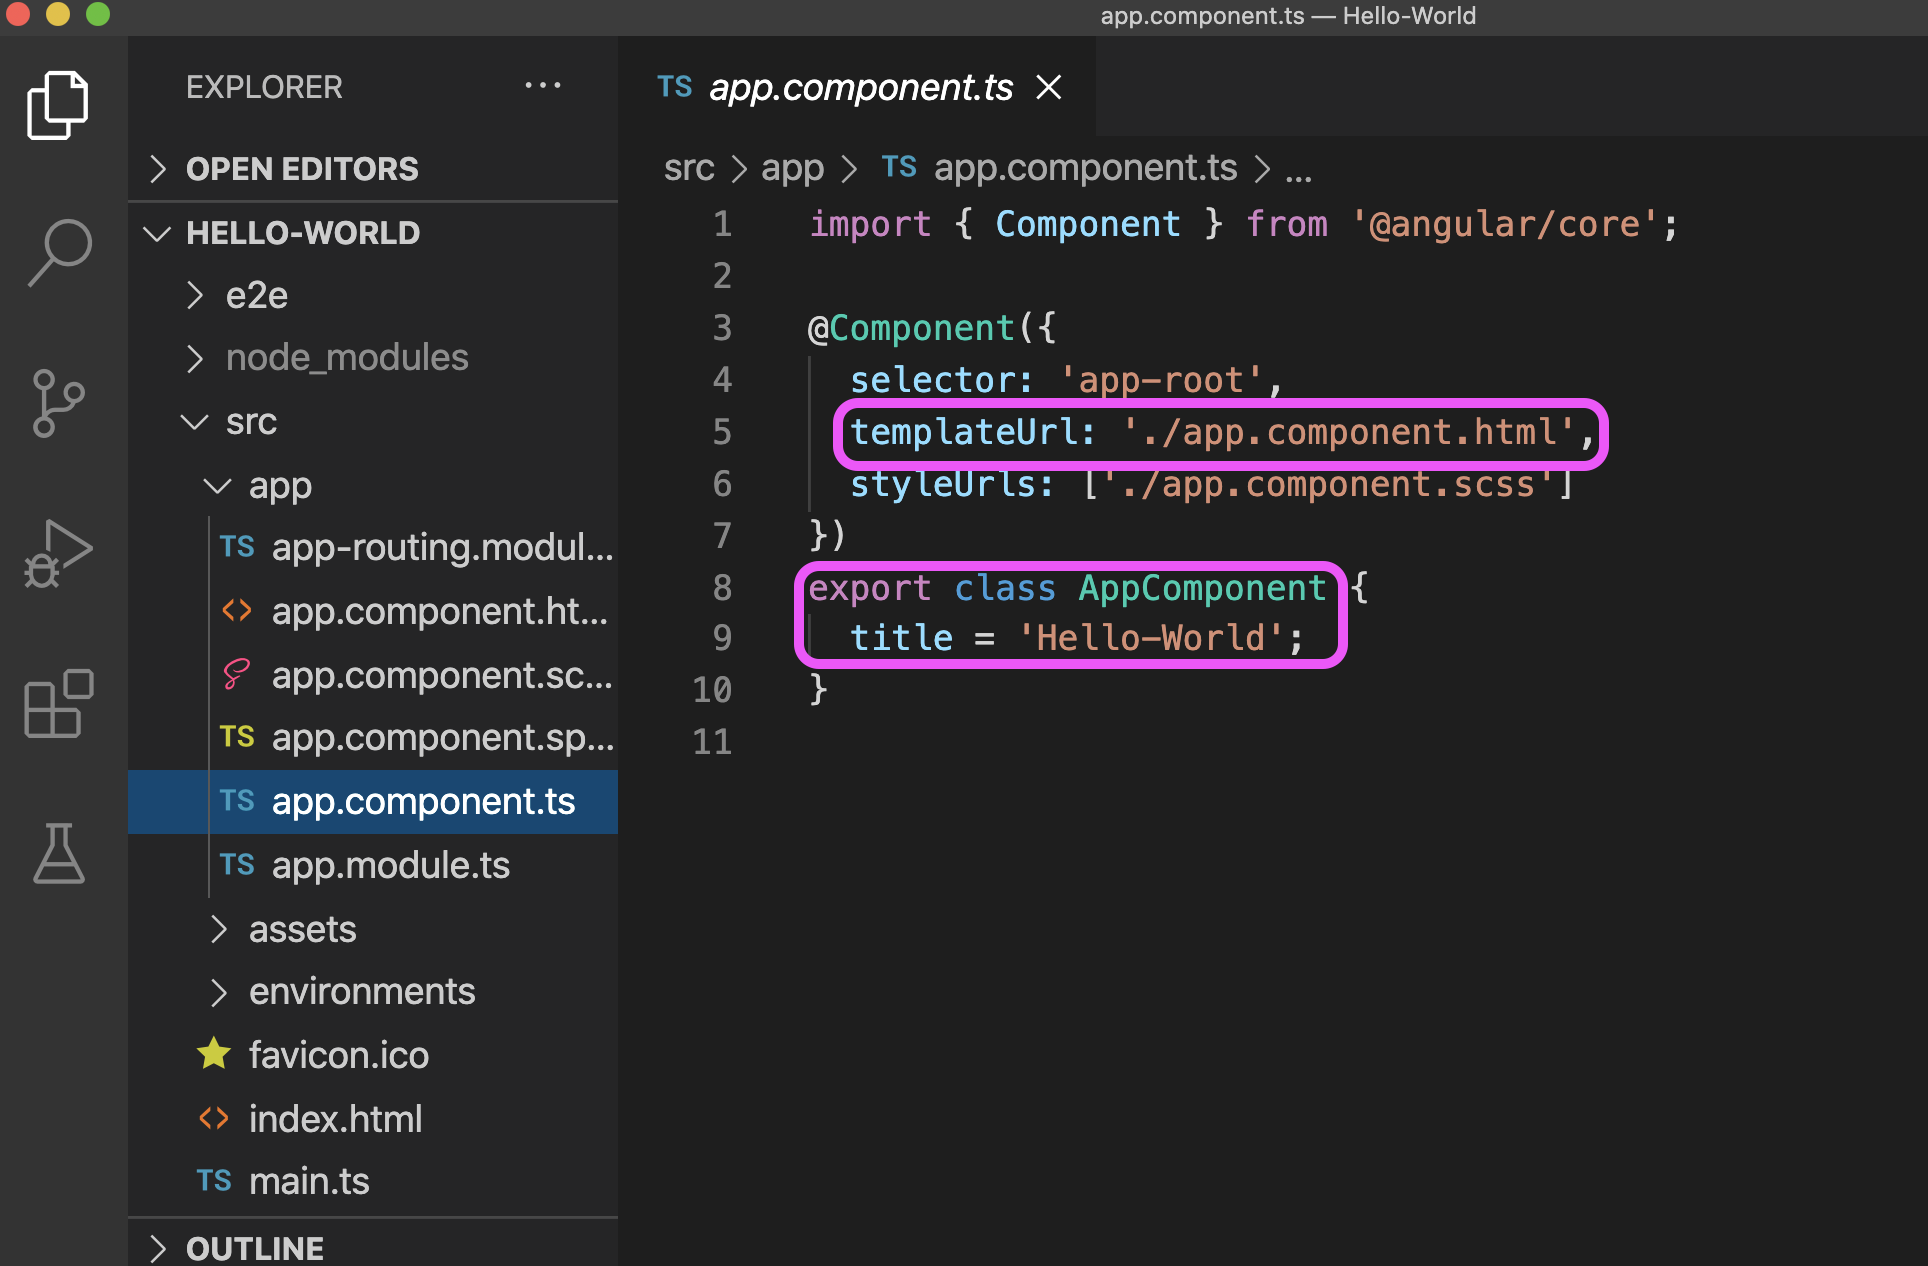 app.component.ts — Hello-World
EXPLORER ...
OPEN EDITORS
HELLO-WORLD
e2e
node_modules
src
app
TS app-routing.modul...
<> app.component.ht...
app.component.sc...
TS app.component.sp...
TS app.component.ts
TS app.module.ts
assets
environments
favicon.ico
<> index.html
TS main.ts
OUTLINE
TS app.component.ts
src > app > TS app.component.ts > ...
1 import { Component } from '@angular/core';
2
3 @Component({
4 selector: 'app-root',
5 templateUrl: './app.component.html',
6 styleUrls: ['./app.component.scss']
7 })
8 export class AppComponent {
9 title = 'Hello-World';
10 }
11